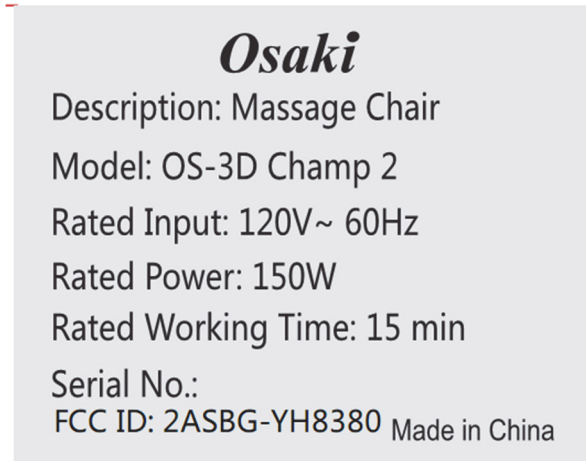 Osaki
Description: Massage Chair
Model: OS-3D Champ 2
Rated Input: 120V~ 60Hz
Rated Power: 150W
Rated Working Time: 15 min
Serial No.:
FCC ID: 2ASBG-YH8380 Made in China